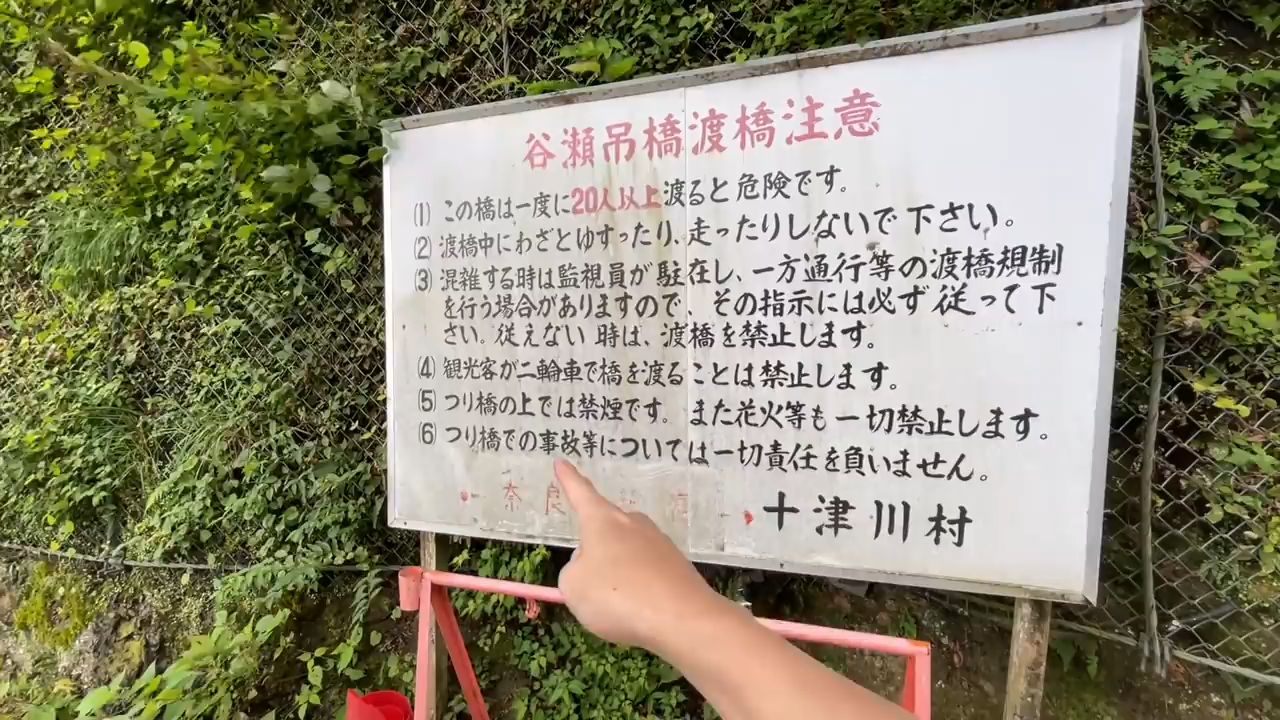 谷瀬吊橋渡橋注意
(1) この橋は一度に20人以上渡ると危険です。
(2) 渡橋中にわざとゆすったり、走ったりしないで下さい。
(3) 混雑する時は監視員が駐在し、一方通行等の渡橋規制
を行う場合がありますので、その指示には必ず従って下
さい。従えない時は、渡橋を禁止します。
(4) 観光客が二輪車で橋を渡ることは禁止します。
(5) つり橋の上では禁煙です。また花火等も一切禁止します。
(6) つり橋での事故等については一切責任を負いません。
奈良
十津川村